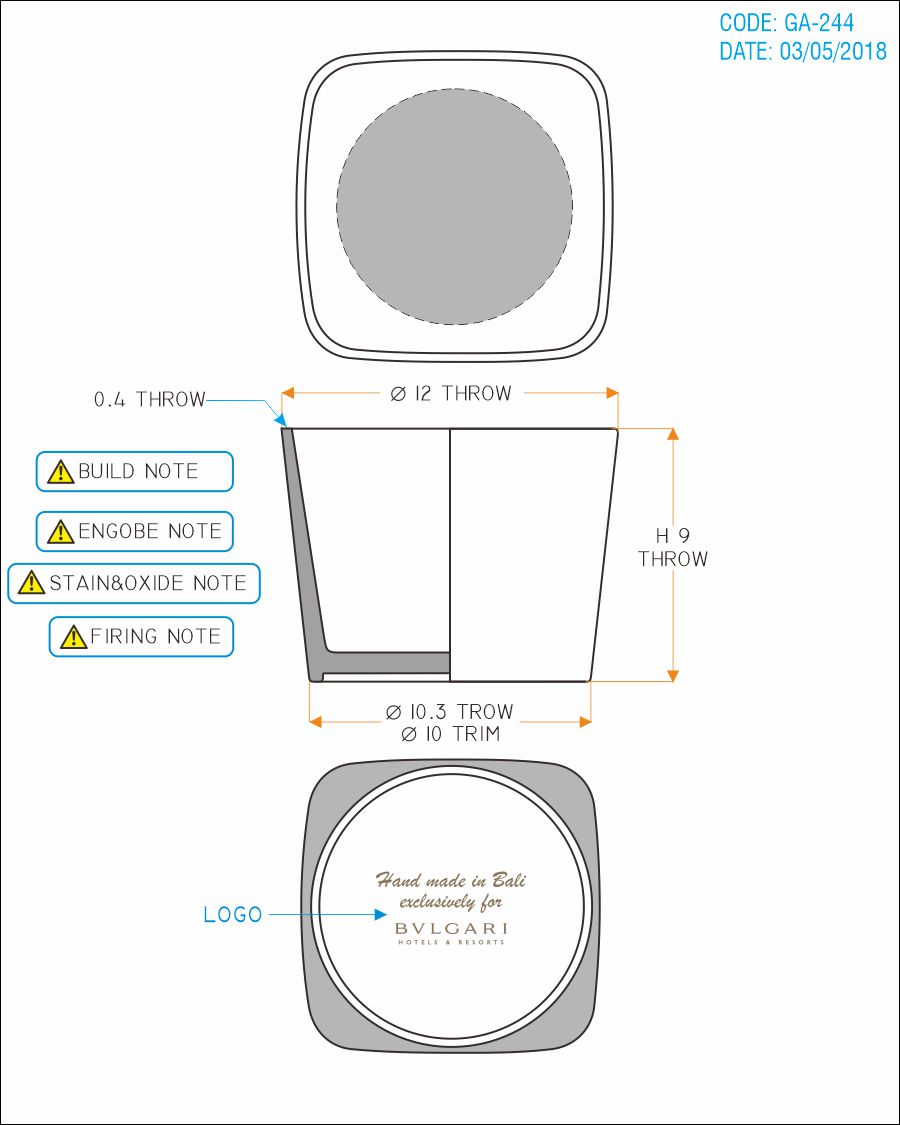 CODE: GA-244
DATE: 03/05/2018
0.4 THROW
Ø 12 THROW
BUILD NOTE
ENGOBE NOTE
STAIN&OXIDE NOTE
FIRING NOTE
H 9
THROW
Ø 10.3 TROW
Ø 10 TRIM
Hand made in Bali
exclusively for
LOGO
BVLGARI
HOTELS & RESORTS